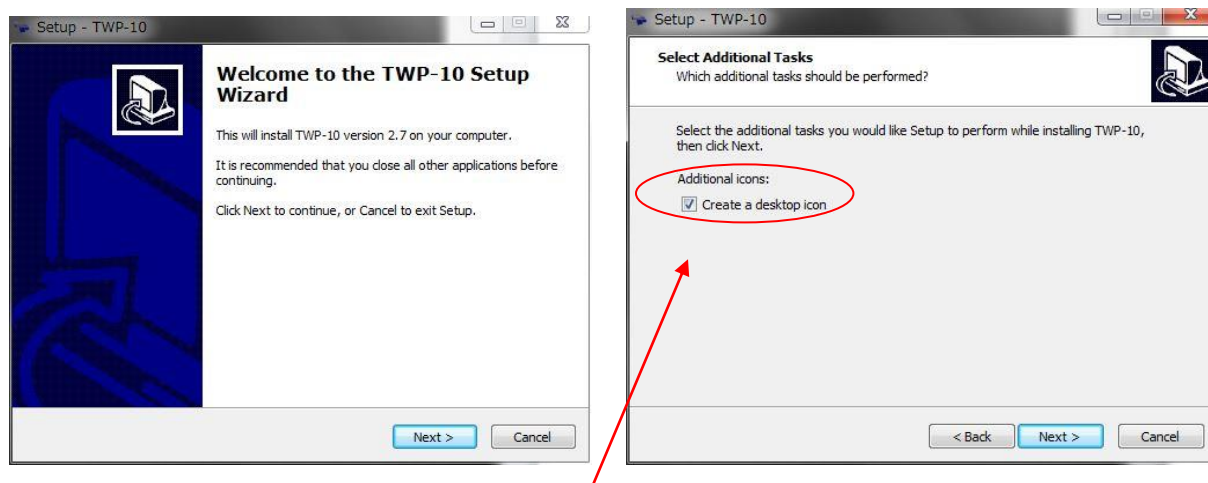 Setup - TWP-10
Welcome to the TWP-10 Setup
Wizard
This will install TWP-10 version 2.7 on your computer.
It is recommended that you close all other applications before
continuing.
Click Next to continue, or Cancel to exit Setup.
Next >
Cancel
Setup - TWP-10
Select Additional Tasks
Which additional tasks should be performed?
Select the additional tasks you would like Setup to perform while installing TWP-10,
then click Next.
Additional icons:
Create a desktop icon
< Back
Next >
Cancel